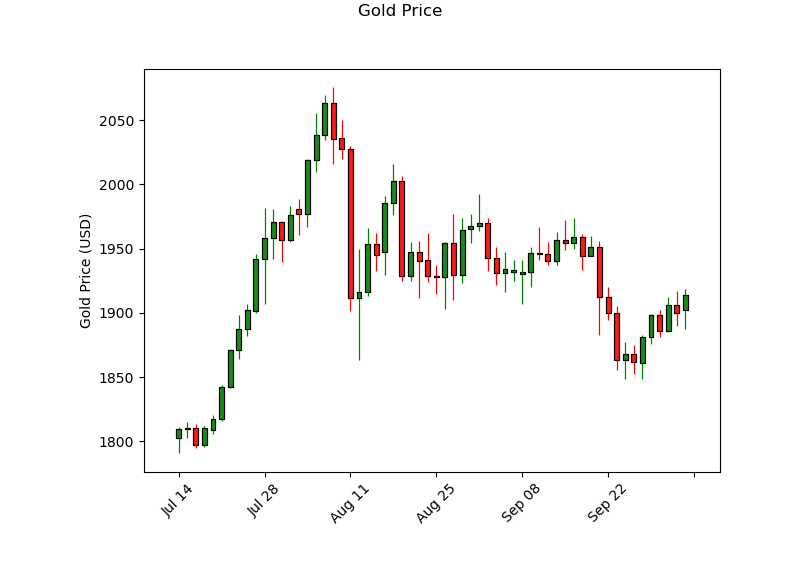 Gold Price
Gold Price (USD)
2050
2000
1950
1900
1850
1800
Jul 14
Jul 28
Aug 11
Aug 25
Sep 08
Sep 22